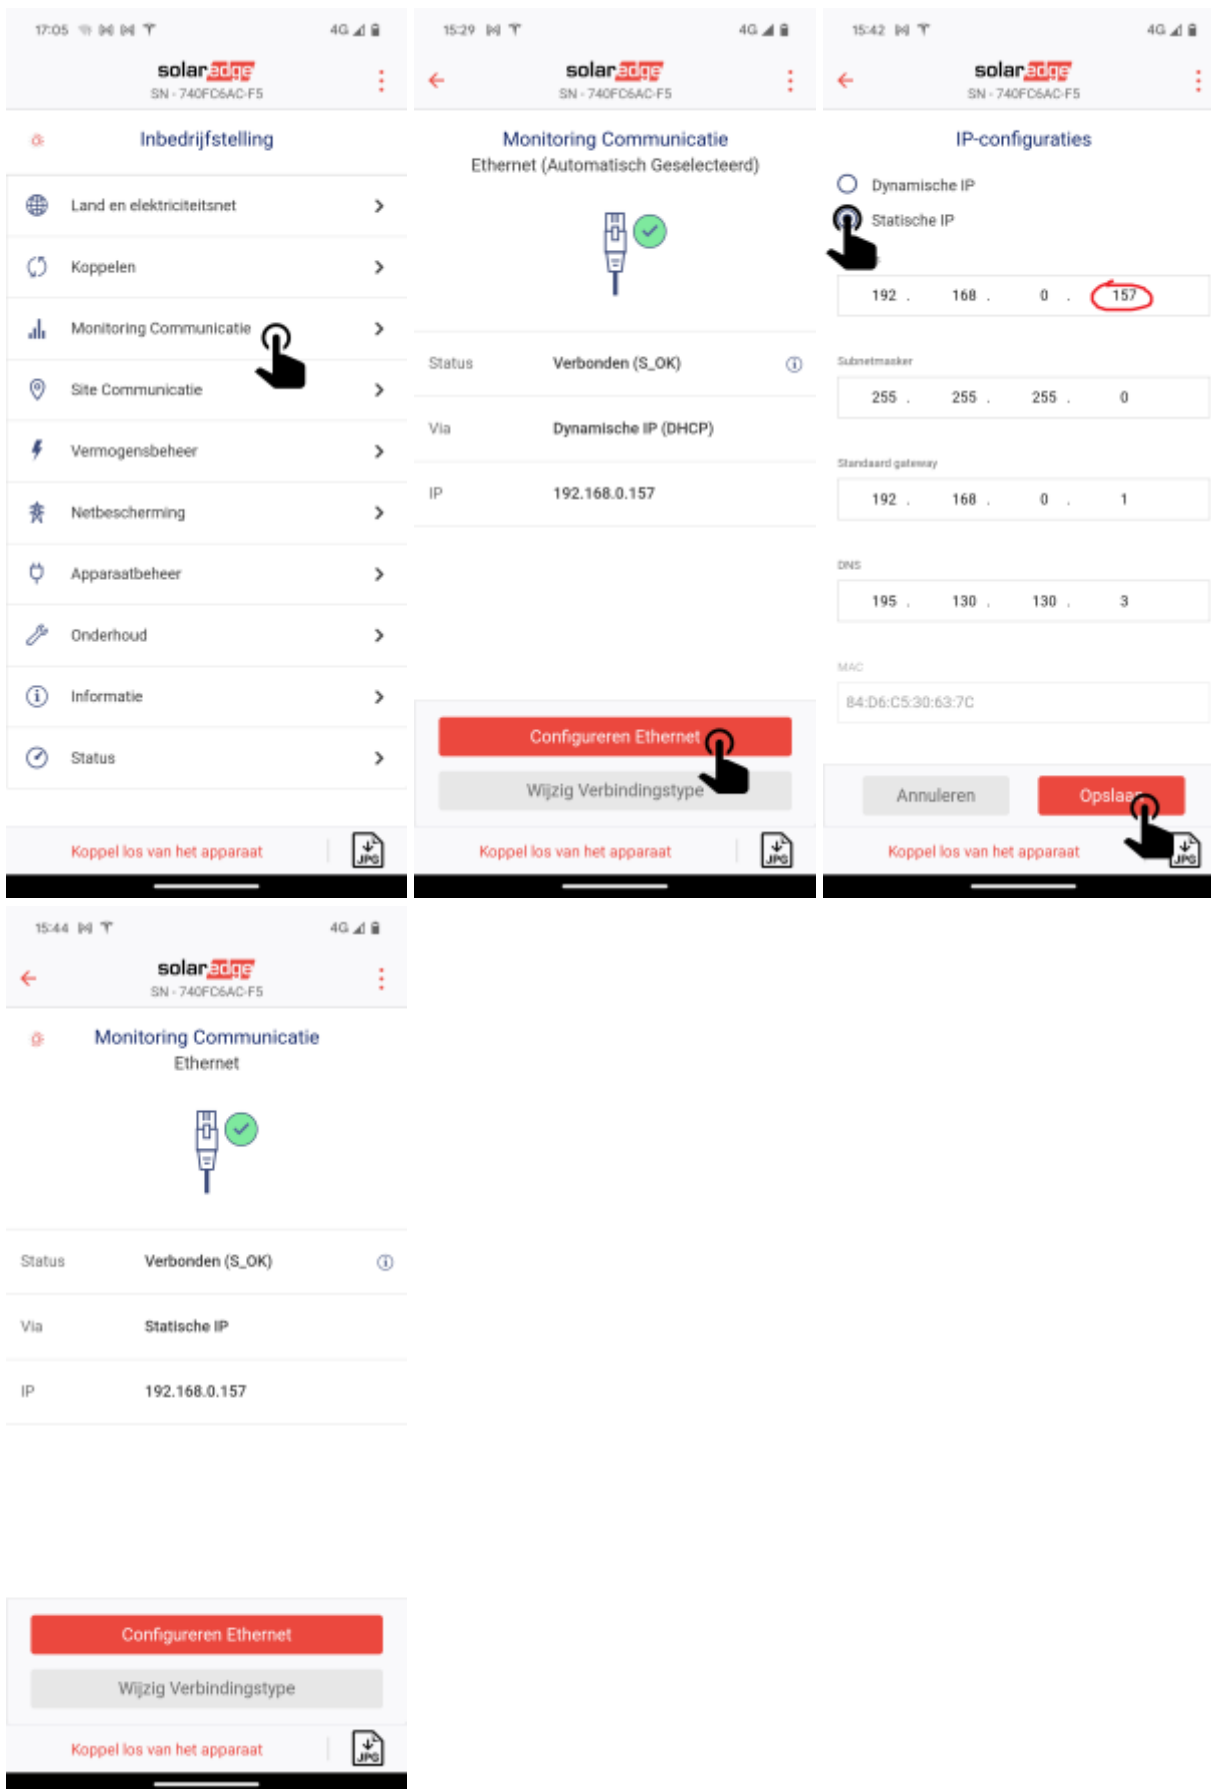 17:05
4G
solaredge
SN - 740FC6AC-F5
Inbedrijfstelling
Land en elektriciteitsnet
Koppelen
Monitoring Communicatie
Site Communicatie
Vermogensbeheer
Netbescherming
Apparaatbeheer
Onderhoud
Informatie
Status
Koppel los van het apparaat
JPG
15:29
4G
solaredge
SN - 740FC6AC-F5
Monitoring Communicatie
Ethernet (Automatisch Geselecteerd)
Status Verbonden (S_OK)
Via Dynamische IP (DHCP)
IP 192.168.0.157
Configureren Ethernet
Wijzig Verbindingstype
Koppel los van het apparaat
JPG
15:42
4G
solaredge
SN - 740FC6AC-F5
IP-configuraties
Dynamische IP
Statische IP
192 . 168 . 0 . 157
Subnetmasker
255 . 255 . 255 . 0
Standaard gateway
192 . 168 . 0 . 1
DNS
195 . 130 . 130 . 3
MAC
84:D6:C5:30:63:7C
Annuleren
Opslaan
Koppel los van het apparaat
JPG
15:44
4G
solaredge
SN - 740FC6AC-F5
Monitoring Communicatie
Ethernet
Status Verbonden (S_OK)
Via Statische IP
IP 192.168.0.157
Configureren Ethernet
Wijzig Verbindingstype
Koppel los van het apparaat
JPG